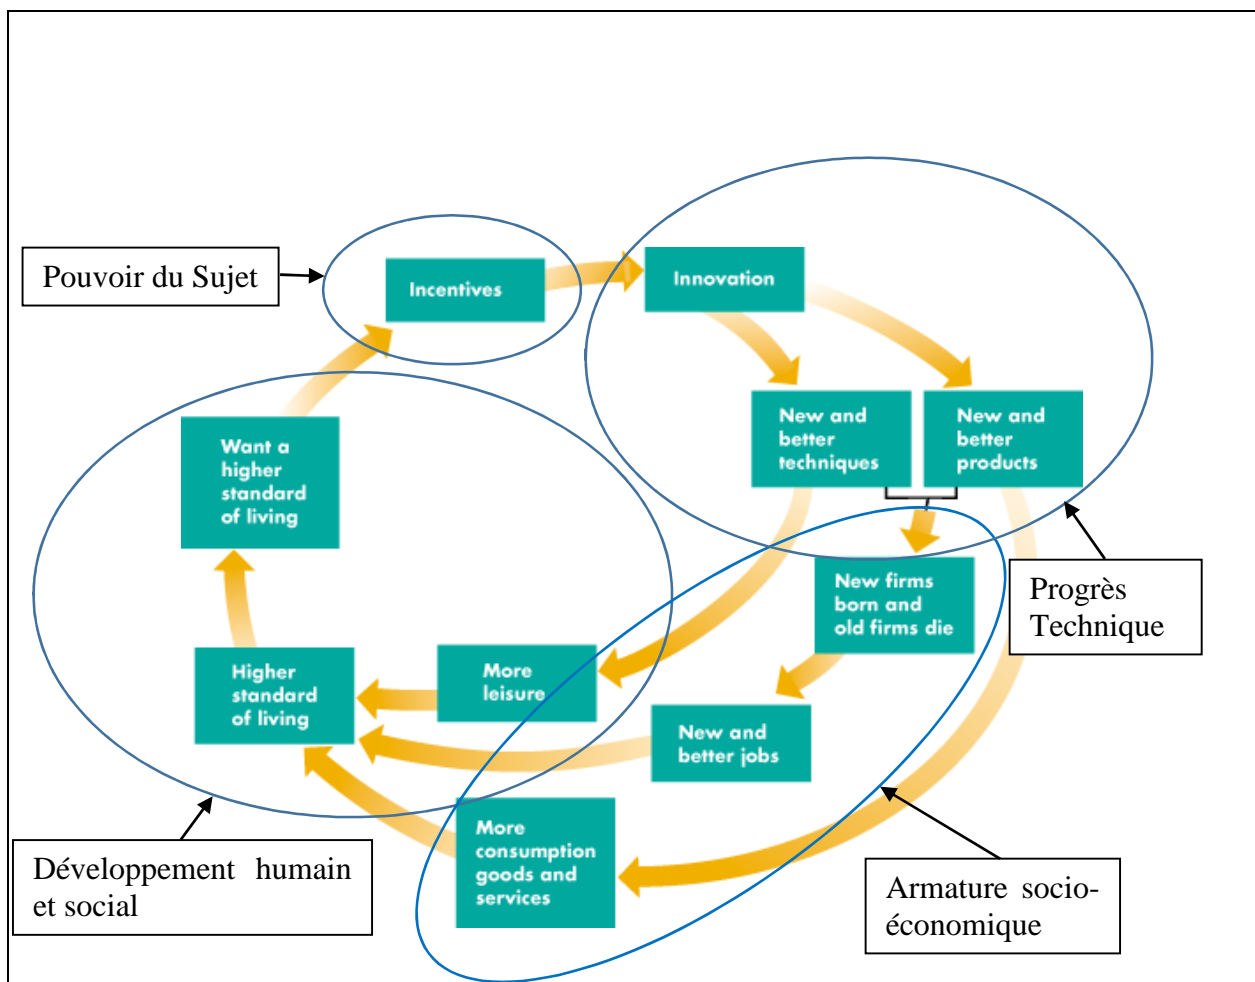 Pouvoir du Sujet
Incentives
Innovation
New and
better
techniques
New and
better
products
Want a
higher
standard
of living
New firms
born and
old firms die
Progrès
Technique
Higher
standard
of living
More
leisure
New and
better jobs
More
consumption
goods and
services
Développement humain
et social
Armature socio-
économique